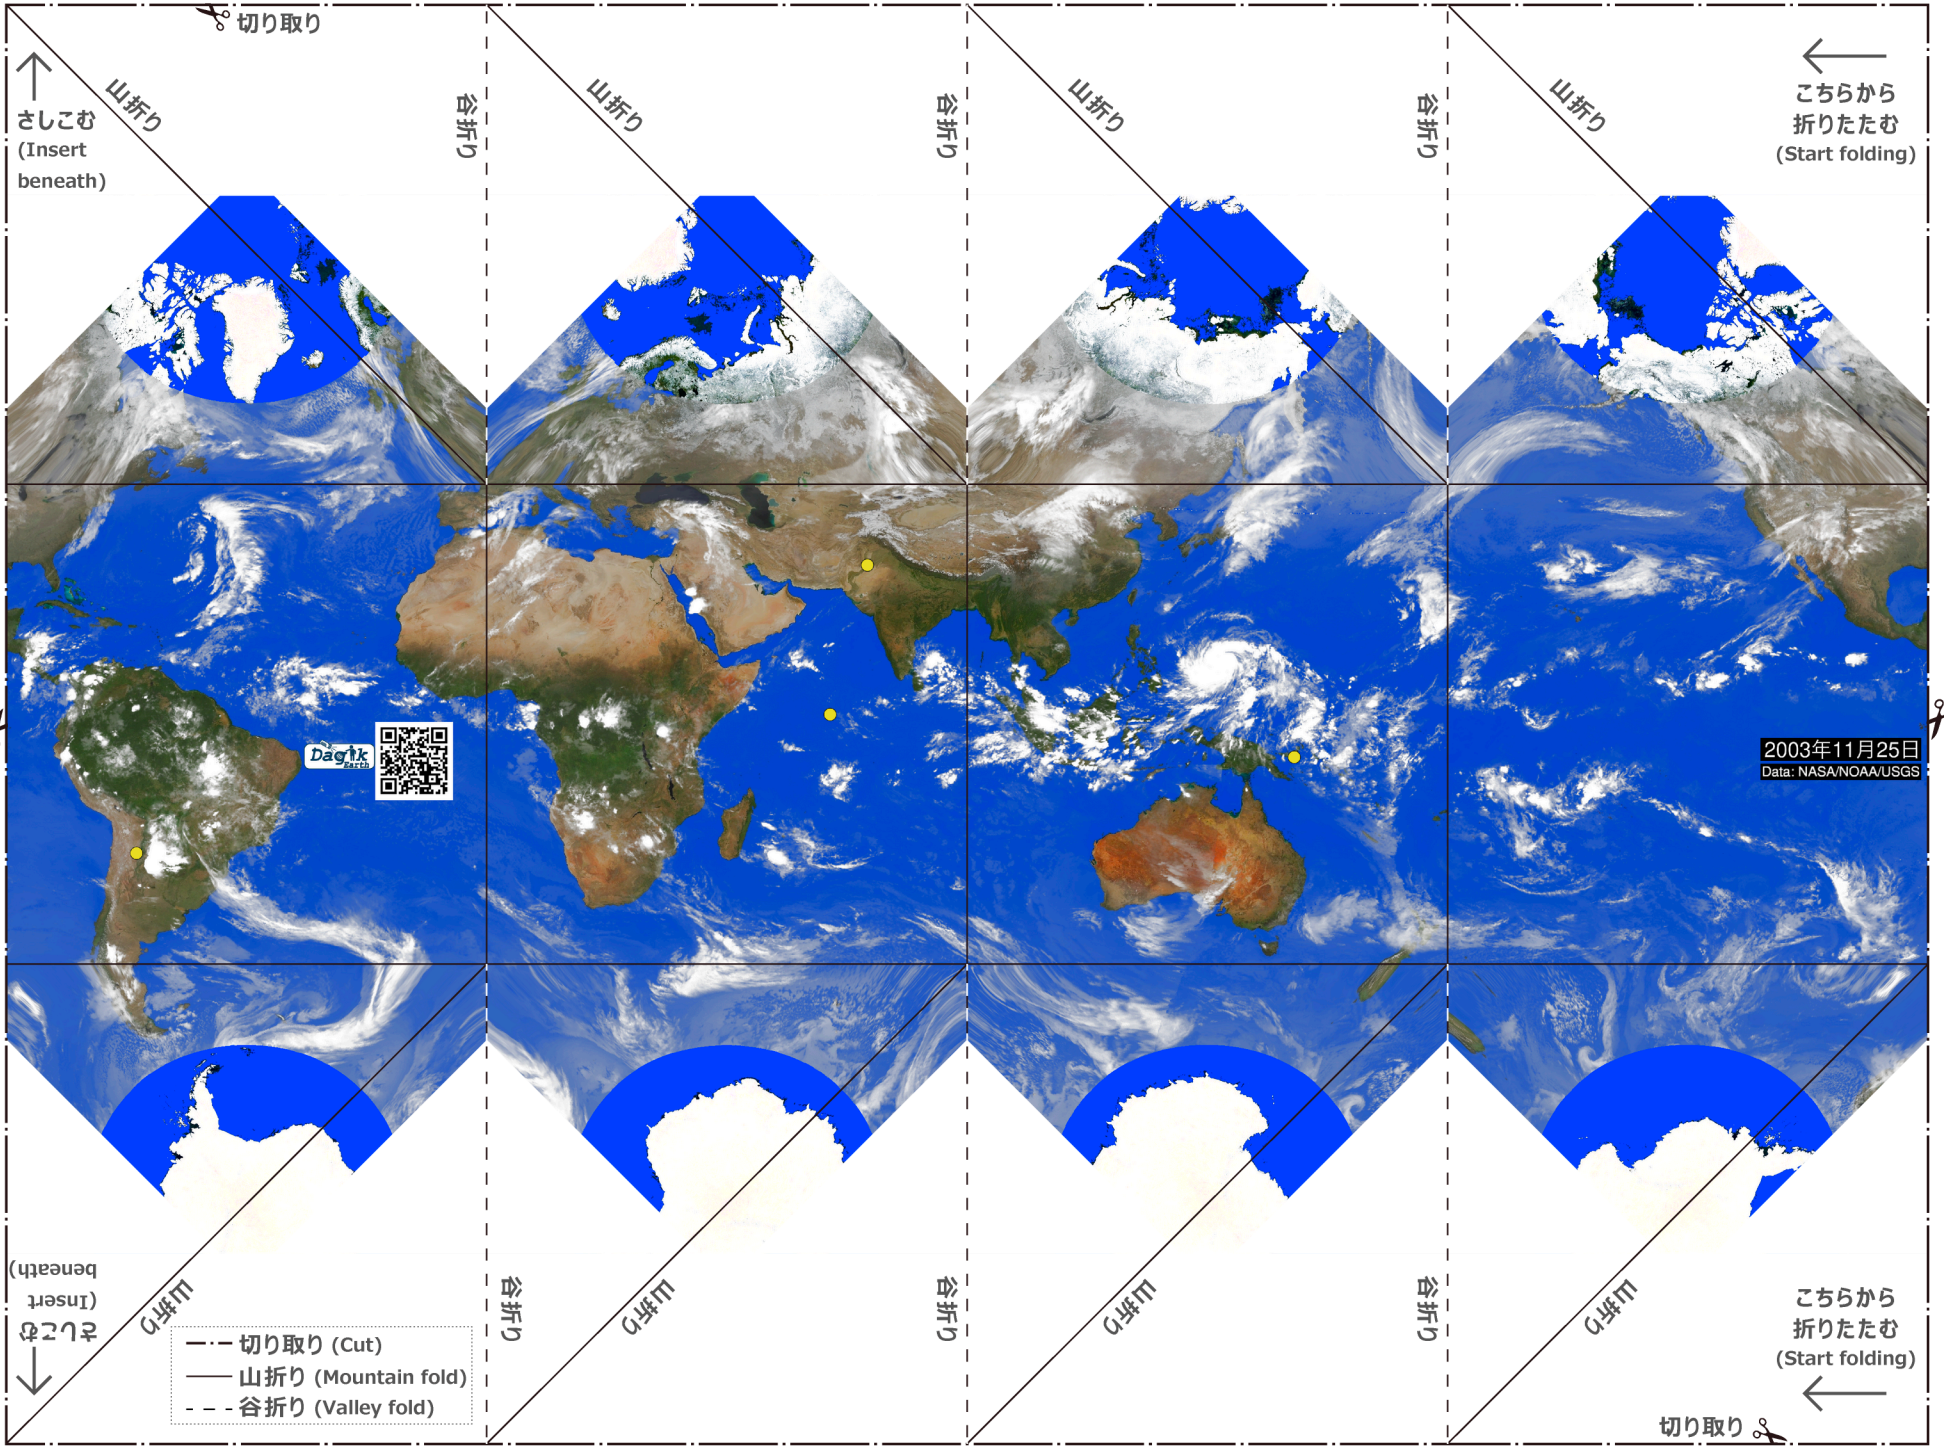 切り取り
山折り
谷折り
山折り
谷折り
山折り
谷折り
山折り
さしこむ
(Insert
beneath)
こちらから
折りたたむ
(Start folding)
Dagik
Earth
2003年11月25日
Data: NASA/NOAA/USGS
さしこむ
(Insert
beneath)
山折り
谷折り
山折り
谷折り
山折り
谷折り
山折り
切り取り (Cut)
山折り (Mountain fold)
谷折り (Valley fold)
こちらから
折りたたむ
(Start folding)
切り取り